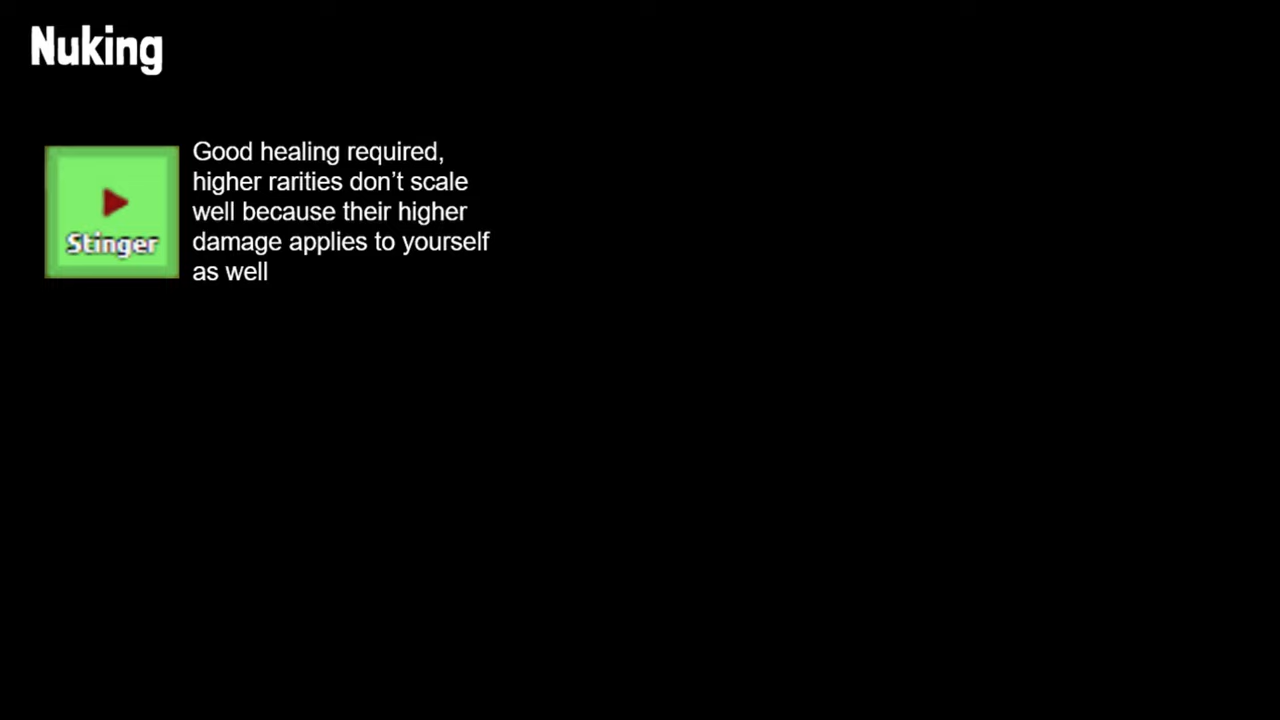 Nuking
Good healing required,
higher rarities don’t scale
well because their higher
damage applies to yourself
as well
Stinger